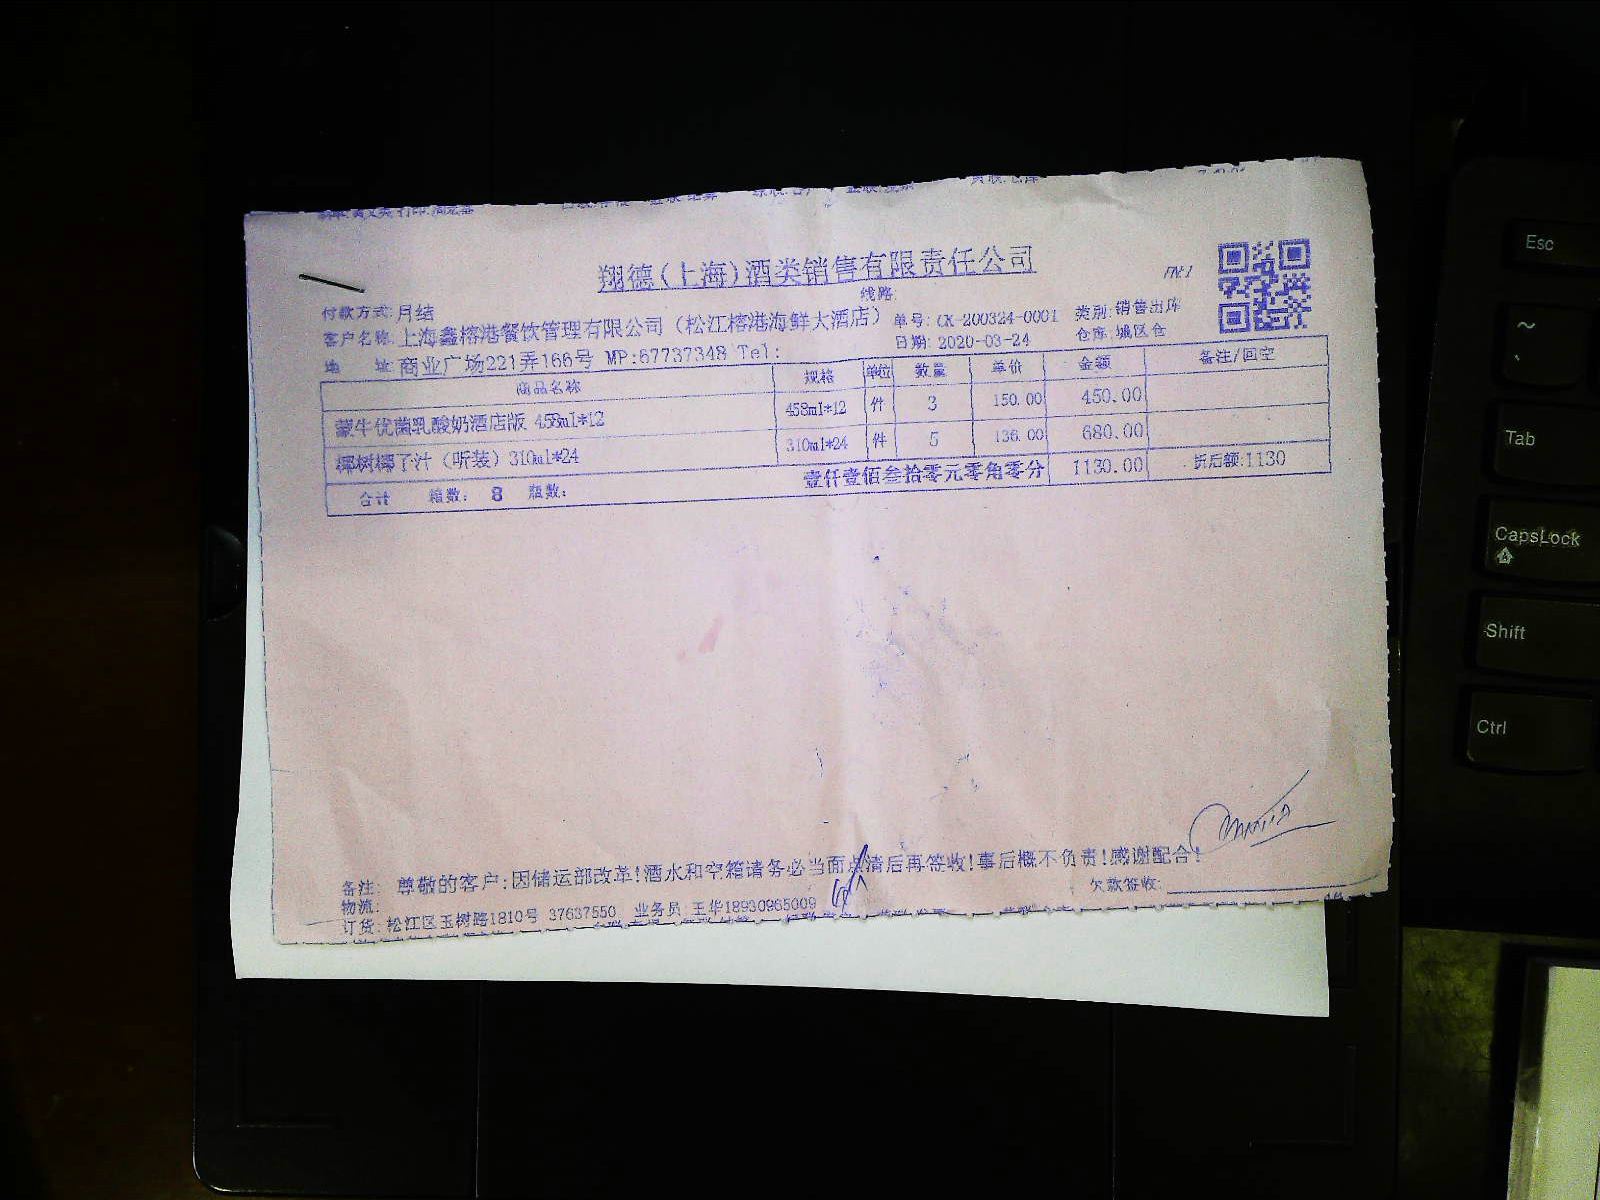 翔德(上海)酒类销售有限责任公司
付款方式:月结 线路:
客户名称:上海鑫榕港餐饮管理有限公司(松江榕港海鲜大酒店) 单号:CK-200324-0001 类别:销售出库
地 址:商业广场221弄166号 MP:67737348 Tel: 日期:2020-03-24 仓库:城区仓
商品名称 规格 单位 数量 单价 金额 备注/回空
蒙牛优菌乳酸奶酒店版 458ml*12 458ml*12 件 3 150.00 450.00
椰树椰子汁(听装)310ml*24 310ml*24 件 5 136.00 680.00
合计 箱数: 8 瓶数: 壹仟壹佰叁拾零元零角零分 1130.00 折后额:1130
备注: 尊敬的客户:因储运部改革!酒水和空箱请务必当面点清后再签收!事后概不负责!感谢配合!
物流: 欠款签收:
订货:松江区玉树路1810号 37637550 业务员:王华18930965009
Esc
~
Tab
CapsLock
Shift
Ctrl